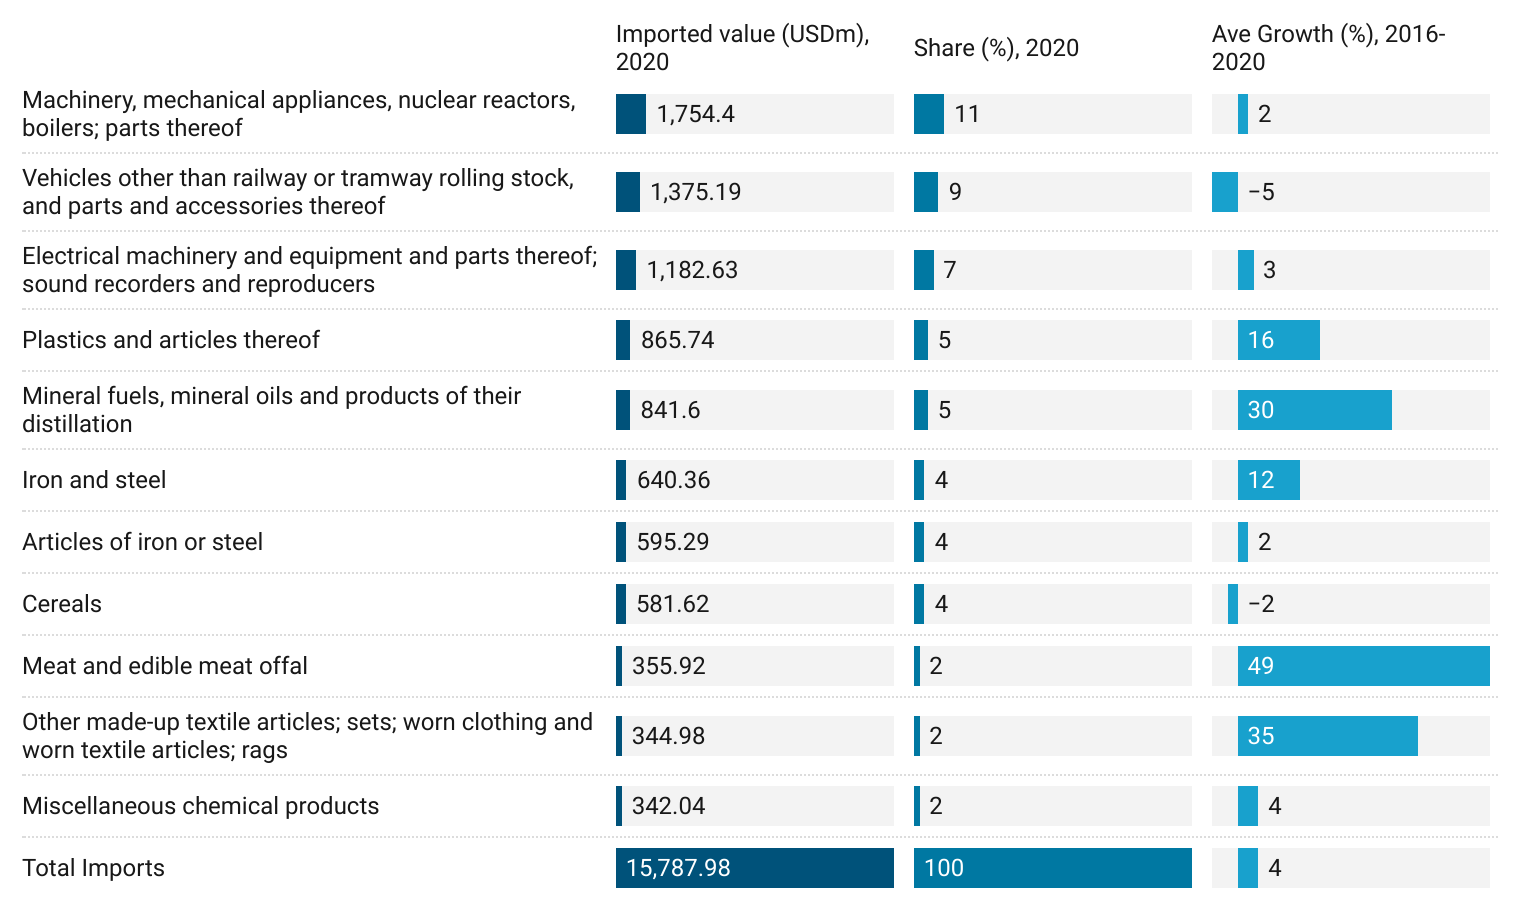 Imported value (USDm),
2020
Share (%), 2020
Ave Growth (%), 2016-
2020
Machinery, mechanical appliances, nuclear reactors,
boilers; parts thereof
1,754.4
11
2
Vehicles other than railway or tramway rolling stock,
and parts and accessories thereof
1,375.19
9
−5
Electrical machinery and equipment and parts thereof;
sound recorders and reproducers
1,182.63
7
3
Plastics and articles thereof
865.74
5
16
Mineral fuels, mineral oils and products of their
distillation
841.6
5
30
Iron and steel
640.36
4
12
Articles of iron or steel
595.29
4
2
Cereals
581.62
4
−2
Meat and edible meat offal
355.92
2
49
Other made-up textile articles; sets; worn clothing and
worn textile articles; rags
344.98
2
35
Miscellaneous chemical products
342.04
2
4
Total Imports
15,787.98
100
4